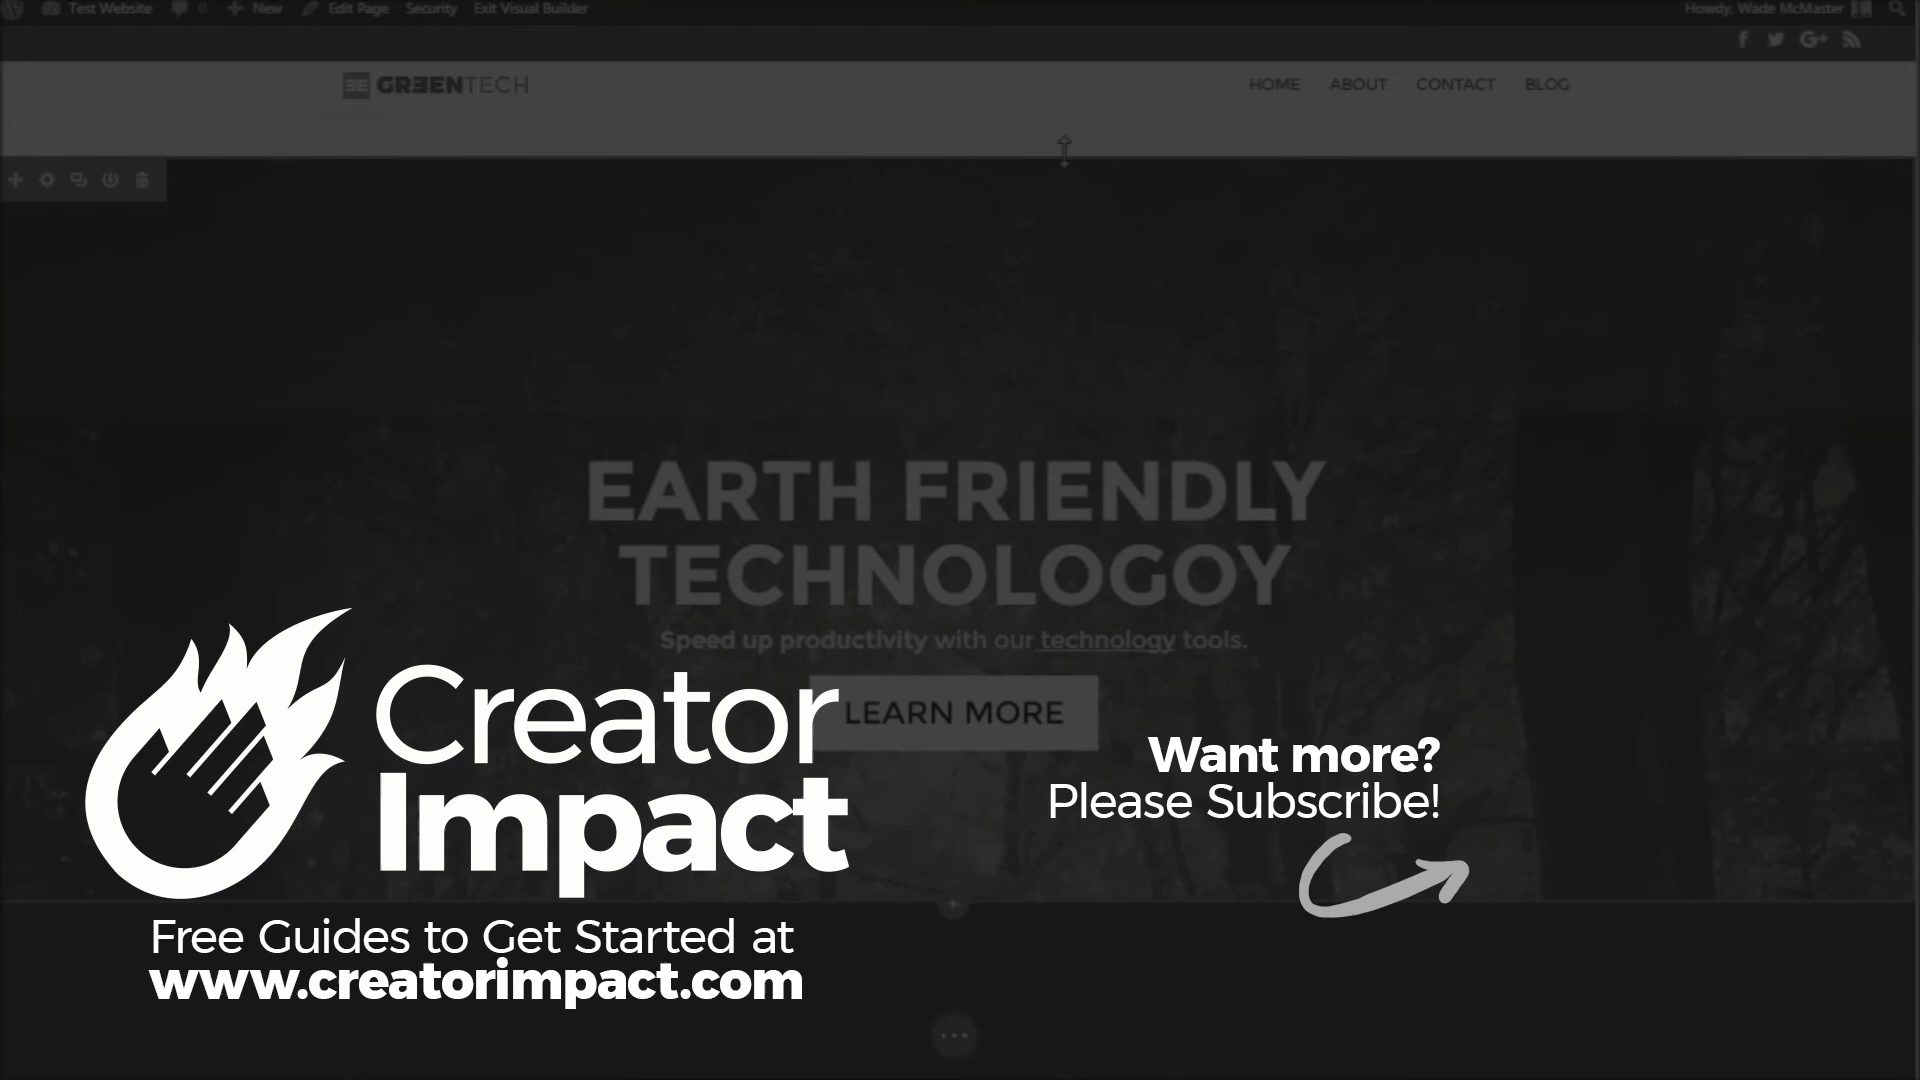 Test Website 0 New Edit Page Security Exit Visual Builder Howdy, Wade McMaster
f G+
GREENTECH HOME ABOUT CONTACT BLOG
EARTH FRIENDLY
TECHNOLOGOY
Speed up productivity with our technology tools.
LEARN MORE
Creator
Impact
Want more?
Please Subscribe!
Free Guides to Get Started at
www.creatorimpact.com